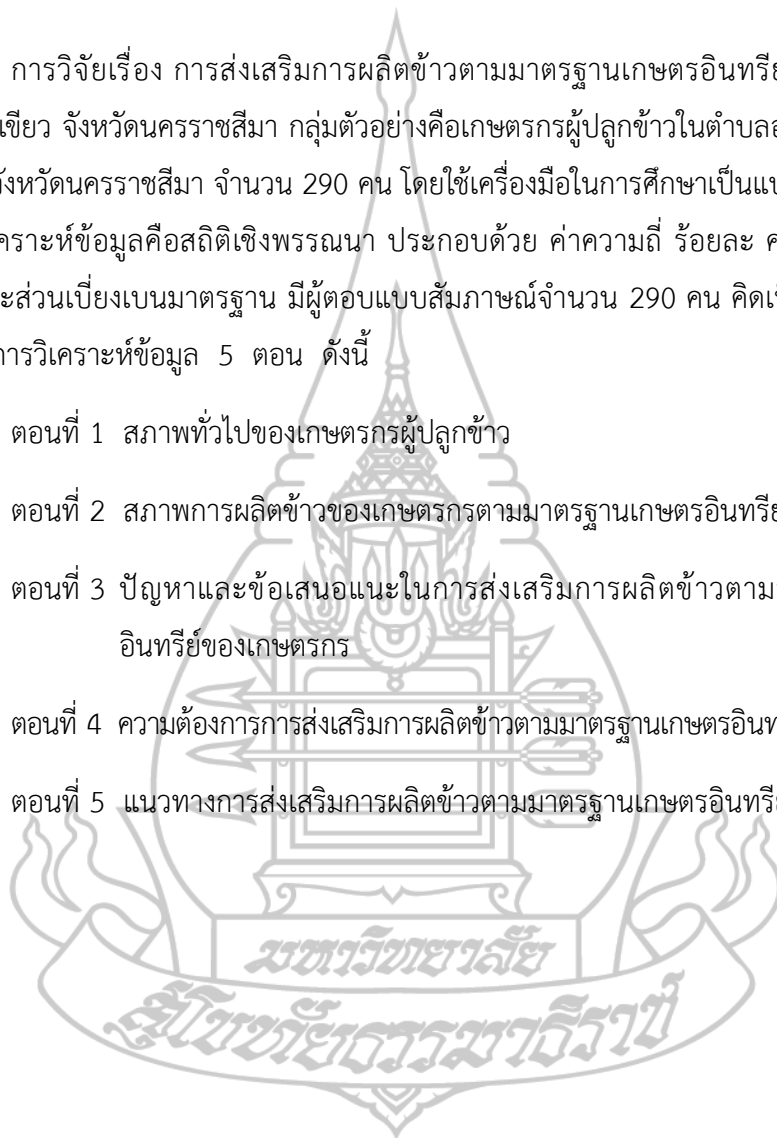 การวิจัยเรื่อง การส่งเสริมการผลิตข้าวตามมาตรฐานเกษตรอินทรีย
เขียว จังหวัดนครราชสีมา กลุ่มตัวอย่างคือเกษตรกรผู้ปลูกข้าวในตำบล
จังหวัดนครราชสีมา จำนวน 290 คน โดยใช้เครื่องมือในการศึกษาเป็นแบ
คราะห์ข้อมูลคือสถิติเชิงพรรณนา ประกอบด้วย ค่าความถี่ ร้อยละ ค
ะส่วนเบี่ยงเบนมาตรฐาน มีผู้ตอบแบบสัมภาษณ์จำนวน 290 คน คิดเ
การวิเคราะห์ข้อมูล 5 ตอน ดังนี้
ตอนที่ 1 สภาพทั่วไปของเกษตรกรผู้ปลูกข้าว
ตอนที่ 2 สภาพการผลิตข้าวของเกษตรกรตามมาตรฐานเกษตรอินทรีย
ตอนที่ 3 ปัญหาและข้อเสนอแนะในการส่งเสริมการผลิตข้าวตาม
อินทรีย์ของเกษตรกร
ตอนที่ 4 ความต้องการการส่งเสริมการผลิตข้าวตามมาตรฐานเกษตรอินท
ตอนที่ 5 แนวทางการส่งเสริมการผลิตข้าวตามมาตรฐานเกษตรอินทรีย
มหาวิทยาลัย
สุโขทัยธรรมาธิราช